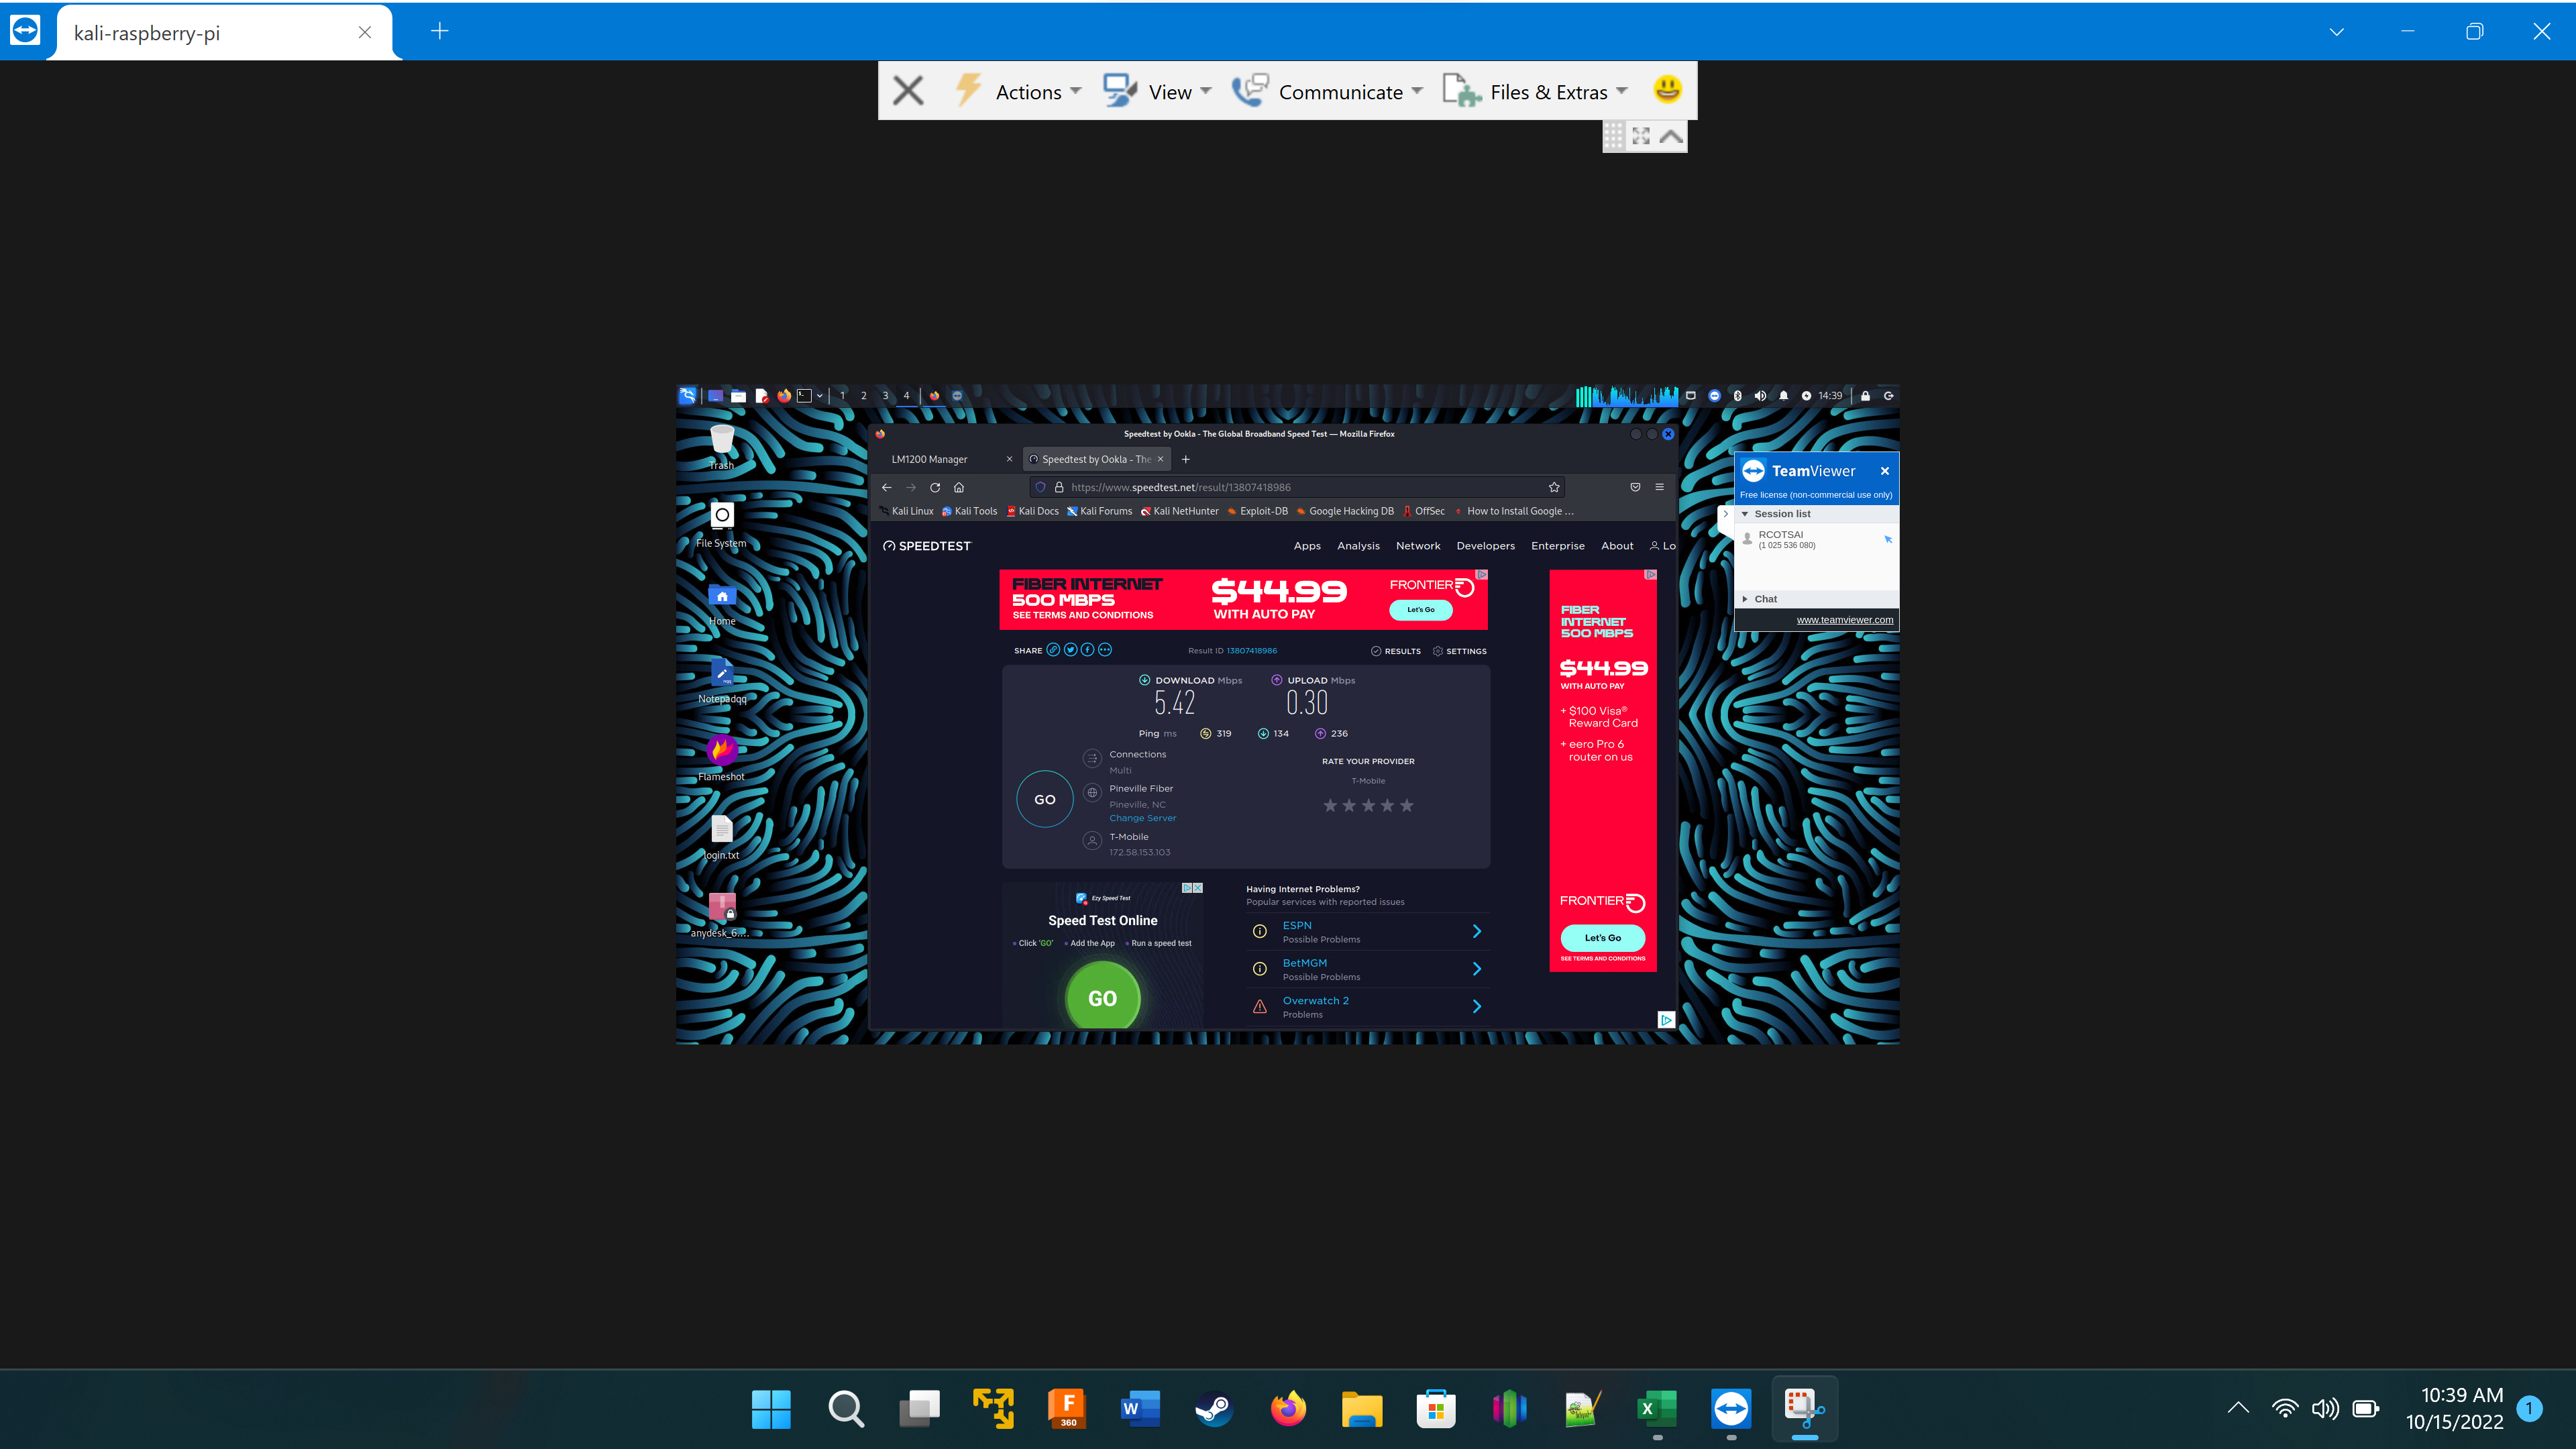 kali-raspberry-pi
Actions View Communicate Files & Extras
1 2 3 4 14:39
Trash
File System
Home
Notepadqq
Flameshot
login.txt
anydesk_6....
Speedtest by Ookla - The Global Broadband Speed Test — Mozilla Firefox
LM1200 Manager Speedtest by Ookla - The
https://www.speedtest.net/result/13807418986
Kali Linux Kali Tools Kali Docs Kali Forums Kali NetHunter Exploit-DB Google Hacking DB OffSec How to Install Google ...
SPEEDTEST Apps Analysis Network Developers Enterprise About Lo
FIBER INTERNET
500 MBPS
SEE TERMS AND CONDITIONS
$44.99
WITH AUTO PAY
FRONTIER
Let's Go
SHARE Result ID 13807418986 RESULTS SETTINGS
DOWNLOAD Mbps UPLOAD Mbps
5.42 0.30
Ping ms 319 134 236
GO
Connections
Multi
Pineville Fiber
Pineville, NC
Change Server
T-Mobile
172.58.153.103
RATE YOUR PROVIDER
T-Mobile
Ezy Speed Test
Speed Test Online
Click 'GO' Add the App Run a speed test
GO
Having Internet Problems?
Popular services with reported issues
ESPN
Possible Problems
BetMGM
Possible Problems
Overwatch 2
Problems
FIBER
INTERNET
500 MBPS
$44.99
WITH AUTO PAY
+ $100 Visa®
Reward Card
+ eero Pro 6
router on us
FRONTIER
Let's Go
SEE TERMS AND CONDITIONS
TeamViewer
Free license (non-commercial use only)
Session list
RCOTSAI
(1 025 536 080)
Chat
www.teamviewer.com
F
360
W
X
10:39 AM
10/15/2022
1